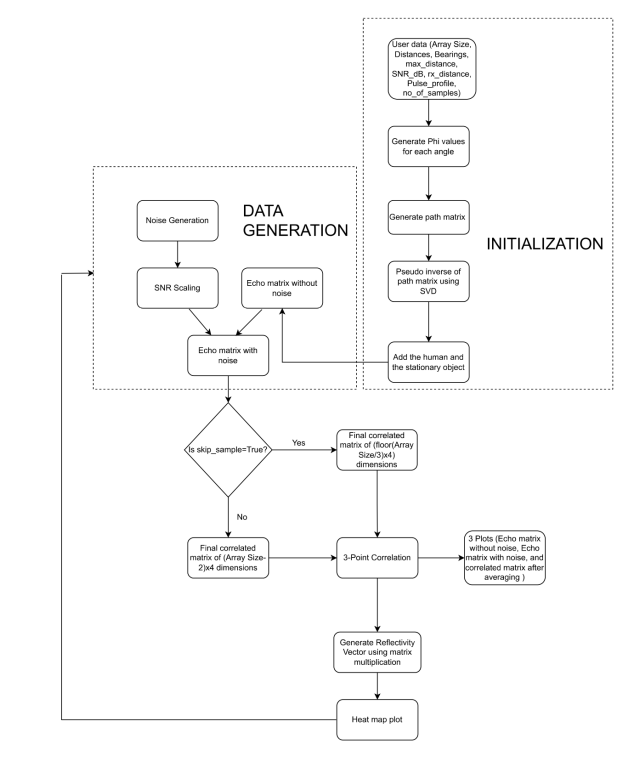 User data (Array Size,
Distances, Bearings,
max_distance,
SNR_dB, rx_distance,
Pulse_profile,
no_of_samples)
Generate Phi values
for each angle
Generate path matrix
INITIALIZATION
Pseudo inverse of
path matrix using
SVD
Add the human and
the stationary object
DATA
GENERATION
Noise Generation
SNR Scaling
Echo matrix without
noise
Echo matrix with
noise
Is skip_sample=True?
Yes
Final correlated
matrix of (floor(Array
Size/3)x4)
dimensions
No
Final correlated
matrix of (Array Size-
2)x4 dimensions
3-Point Correlation
3 Plots (Echo matrix
without noise, Echo
matrix with noise, and
correlated matrix after
averaging )
Generate Reflectivity
Vector using matrix
multiplication
Heat map plot